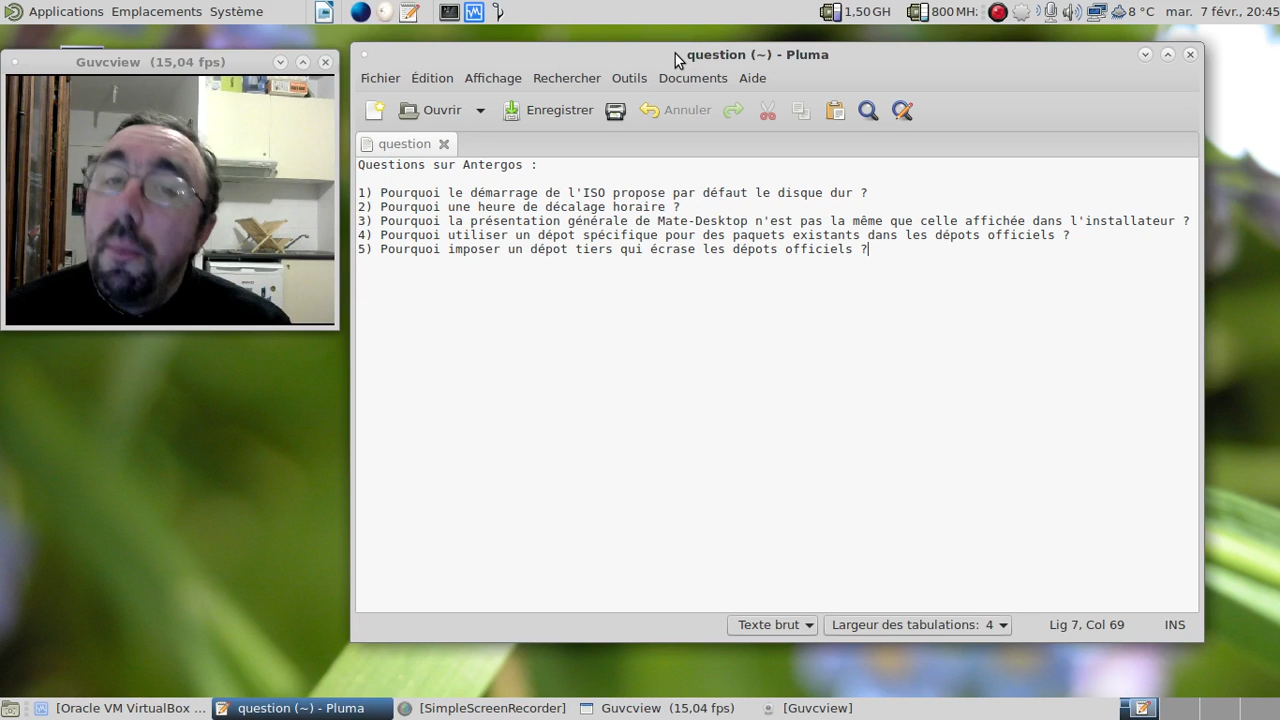 Applications Emplacements Système
1,50 GH
800 MH:
8 °C
mar. 7 févr., 20:45
Guvcview (15,04 fps)
question (~) - Pluma
Fichier Édition Affichage Rechercher Outils Documents Aide
Ouvrir Enregistrer Annuler
question
Questions sur Antergos :
1) Pourquoi le démarrage de l'ISO propose par défaut le disque dur ?
2) Pourquoi une heure de décalage horaire ?
3) Pourquoi la présentation générale de Mate-Desktop n'est pas la même que celle affichée dans l'installateur ?
4) Pourquoi utiliser un dépot spécifique pour des paquets existants dans les dépots officiels ?
5) Pourquoi imposer un dépot tiers qui écrase les dépots officiels ?
Texte brut Largeur des tabulations: 4 Lig 7, Col 69 INS
[Oracle VM VirtualBox ... question (~) - Pluma [SimpleScreenRecorder] Guvcview (15,04 fps) [Guvcview]